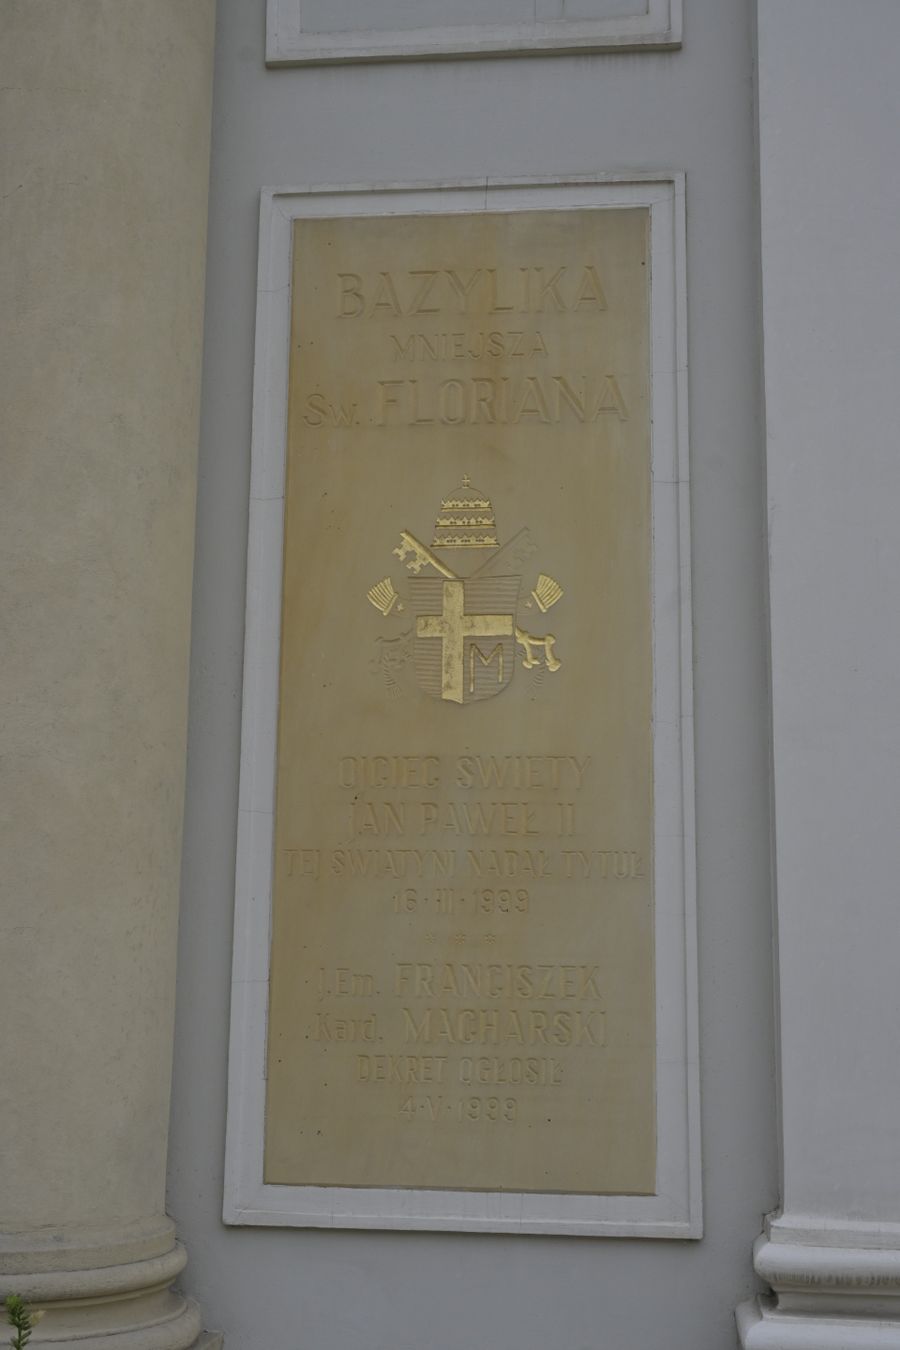 BAZYLIKA
MNIEJSZA
ŚW. FLORIANA
M
OJCIEC ŚWIĘTY
JAN PAWEŁ II
TEJ ŚWIĄTYNI NADAŁ TYTUŁ
16·III·1999
* * *
J.Em. FRANCISZEK
Kard. MACHARSKI
DEKRET OGŁOSIŁ
4·V·1999